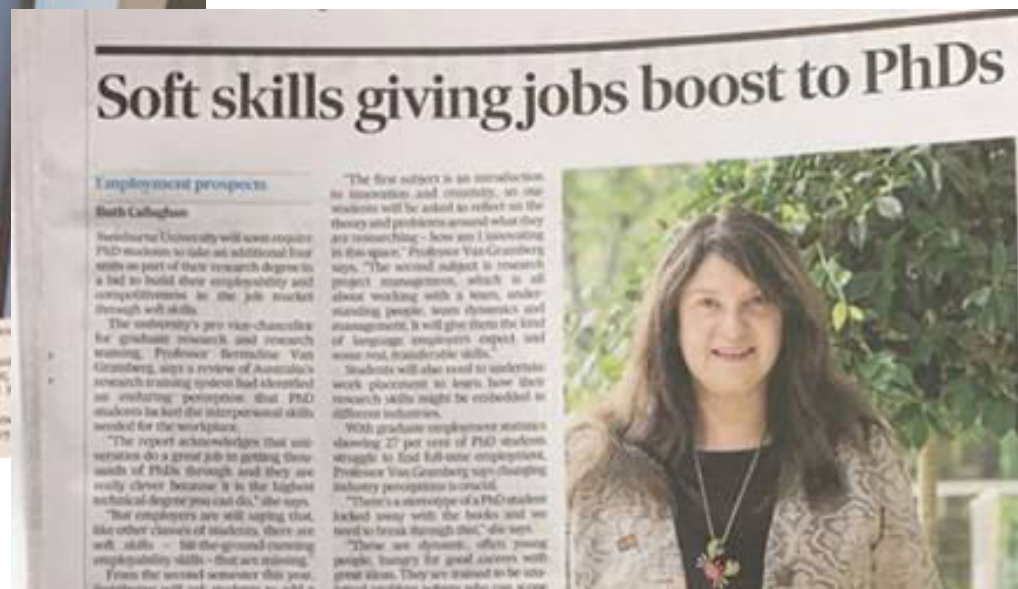 Soft skills giving jobs boost to PhDs
Employment prospects
Ruth Callaghan
Swinburne University will soon require
PhD students to take an additional four
units as part of their research degree in
a bid to build their employability and
competitiveness in the job market
through soft skills.
The university's pro vice-chancellor
for graduate research and research
training, Professor Bernadine Van
Gramberg, says a review of Australia's
research training system had identified
an enduring perception that PhD
students lacked the interpersonal skills
needed for the workplace.
"The report acknowledges that uni-
versities do a great job in getting thou-
sands of PhDs through and they are
really clever because it is the highest
technical degree you can do," she says.
"But employers are still saying that,
like other classes of students, there are
soft skills – hit-the-ground-running
employability skills – that are missing.
From the second semester this year,
"The first subject is an introduction
to innovation and creativity, so our
students will be asked to reflect on the
theory and problems around what they
are researching – how am I innovating
in this space," Professor Van Gramberg
says. "The second subject is research
project management, which is all
about working with a team, under-
standing people, team dynamics and
management. It will give them the kind
of language employers expect and
some real, transferable skills."
Students will also need to undertake
work placement to learn how their
research skills might be embedded in
different industries.
With graduate employment statistics
showing 27 per cent of PhD students
struggle to find full-time employment,
Professor Van Gramberg says changing
industry perceptions is crucial.
"There's a stereotype of a PhD student
locked away with the books and we
need to break through that," she says.
"These are dynamic, often young
people, hungry for good careers with
great ideas. They are trained to be